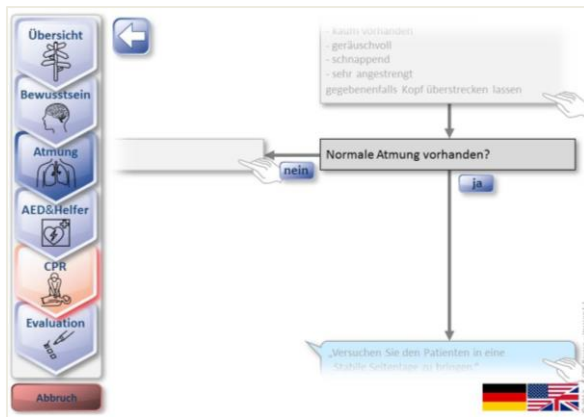 Übersicht
Bewusstsein
Atmung
AED&Helfer
CPR
Evaluation
Abbruch
- kaum vorhanden
- geräuschvoll
- schnappend
- sehr angestrengt
gegebenenfalls Kopf überstrecken lassen
Normale Atmung vorhanden?
nein
ja
„Versuchen Sie den Patienten in eine
Stabile Seitenlage zu bringen.“